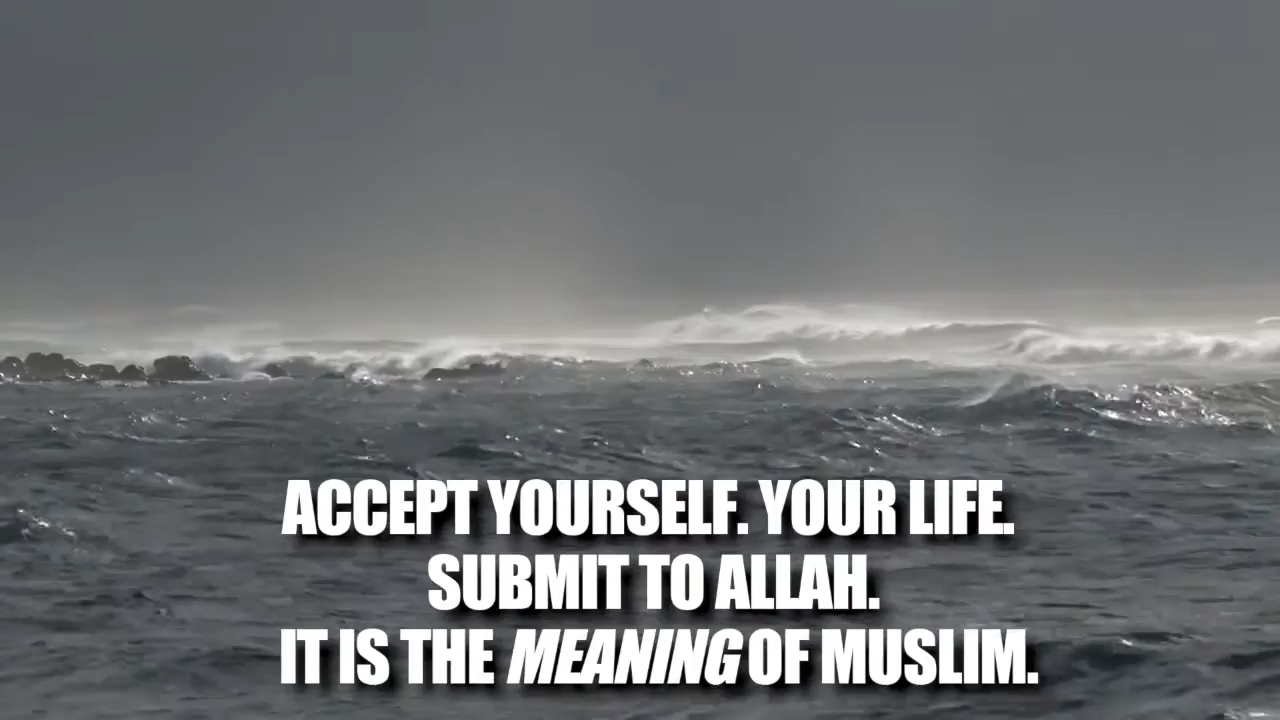 ACCEPT YOURSELF. YOUR LIFE.
SUBMIT TO ALLAH.
IT IS THE MEANING OF MUSLIM.